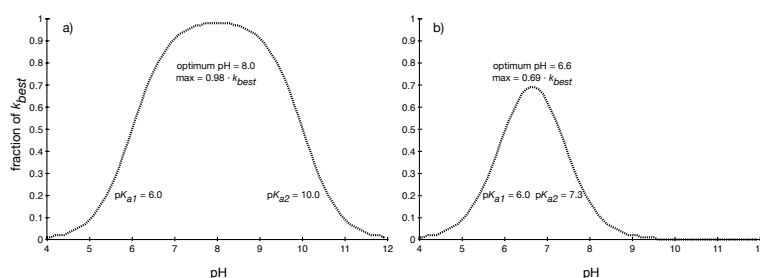 a)
optimum pH = 8.0
max = 0.98 · kbest
pKa1 = 6.0
pKa2 = 10.0
fraction of kbest
1
0.9
0.8
0.7
0.6
0.5
0.4
0.3
0.2
0.1
0
4 5 6 7 8 9 10 11 12
pH
b)
optimum pH = 6.6
max = 0.69 · kbest
pKa1 = 6.0 pKa2 = 7.3
1
0.9
0.8
0.7
0.6
0.5
0.4
0.3
0.2
0.1
0
4 5 6 7 8 9 10 11 12
pH